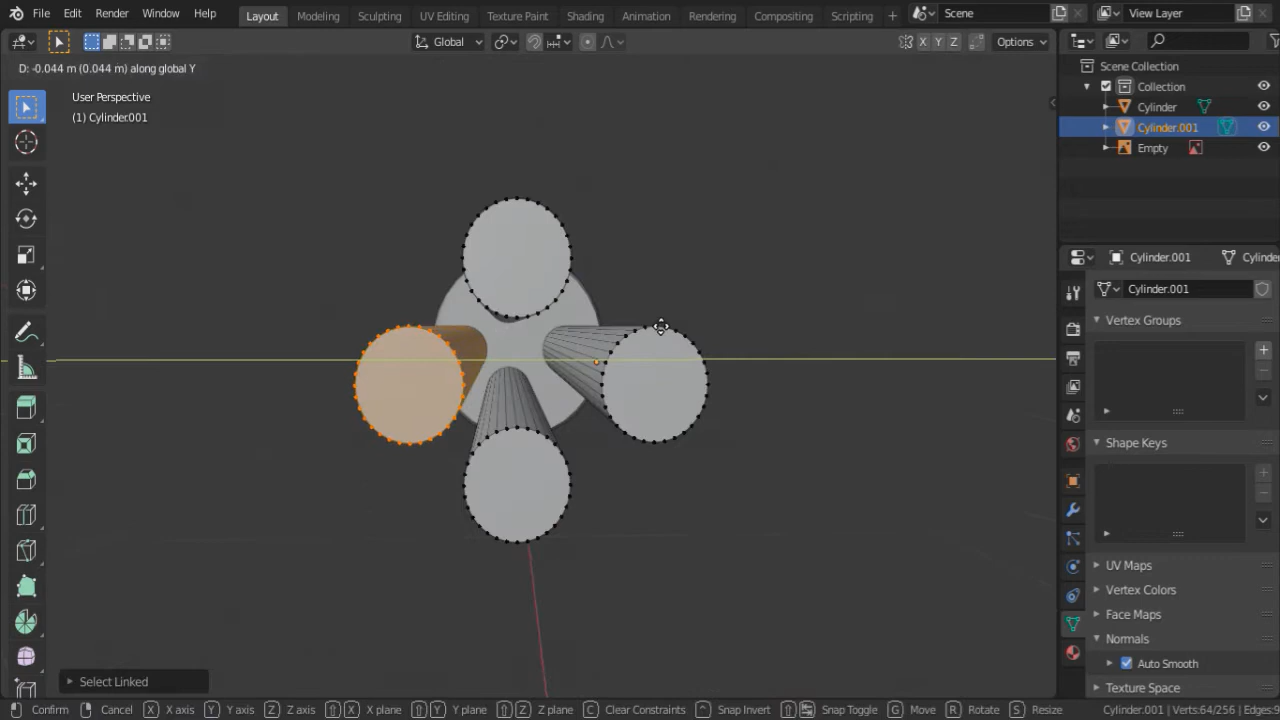 File Edit Render Window Help
Layout Modeling Sculpting UV Editing Texture Paint Shading Animation Rendering Compositing Scripting +
Scene
View Layer
Global
X Y Z
Options
D: -0.044 m (0.044 m) along global Y
User Perspective
(1) Cylinder.001
Scene Collection
Collection
Cylinder
Cylinder.001
Empty
Cylinder.001
Cylinder.001
Vertex Groups
Shape Keys
UV Maps
Vertex Colors
Face Maps
Normals
Auto Smooth
Texture Space
Select Linked
Confirm Cancel X X axis Y Y axis Z Z axis X X plane Y Y plane Z Z plane C Clear Constraints Snap Invert Snap Toggle G Move R Rotate S Resize
Cylinder.001 | Verts:64/256 | Edges:9